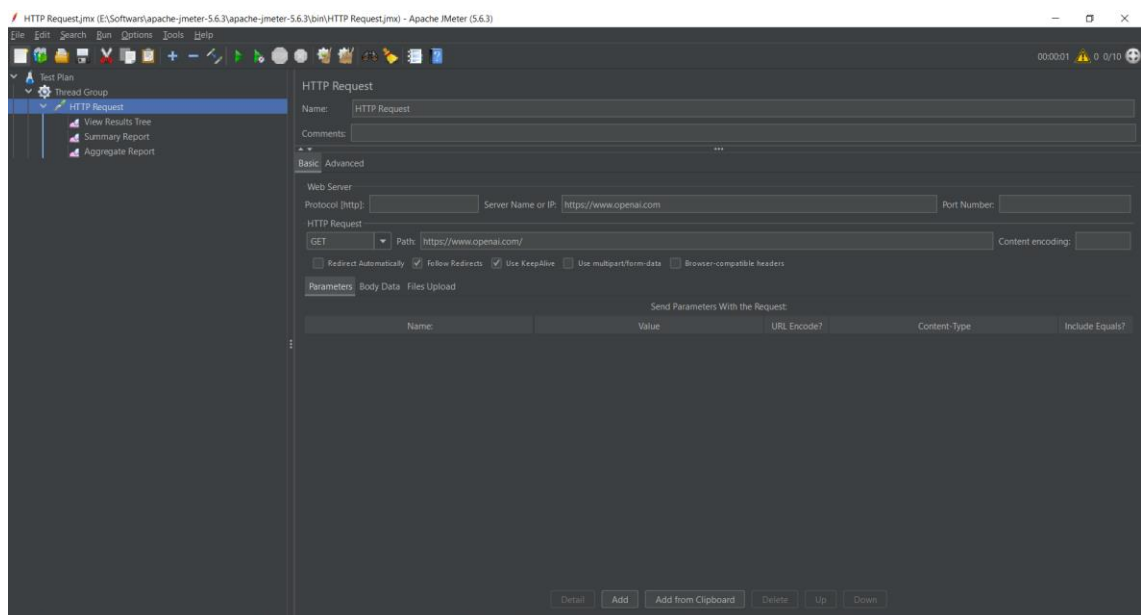 HTTP Request.jmx (E:\Softwars\apache-jmeter-5.6.3\apache-jmeter-5.6.3\bin\HTTP Request.jmx) - Apache JMeter (5.6.3)
File Edit Search Run Options Tools Help
00:00:01 0 0/10
Test Plan
Thread Group
HTTP Request
View Results Tree
Summary Report
Aggregate Report
HTTP Request
Name: HTTP Request
Comments:
Basic Advanced
Web Server
Protocol [http]: Server Name or IP: https://www.openai.com Port Number:
HTTP Request
GET Path: https://www.openai.com/ Content encoding:
Redirect Automatically Follow Redirects Use KeepAlive Use multipart/form-data Browser-compatible headers
Parameters Body Data Files Upload
Send Parameters With the Request:
Name: Value URL Encode? Content-Type Include Equals?
Detail Add Add from Clipboard Delete Up Down